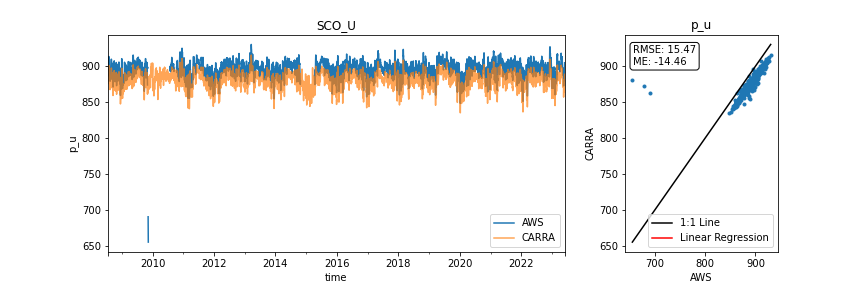 SCO_U
p_u
900
850
800
750
700
650
p_u
AWS
CARRA
2010
2012
2014
2016
2018
2020
2022
time
p_u
RMSE: 15.47
ME: -14.46
900
850
800
750
700
650
CARRA
1:1 Line
Linear Regression
700
800
900
AWS